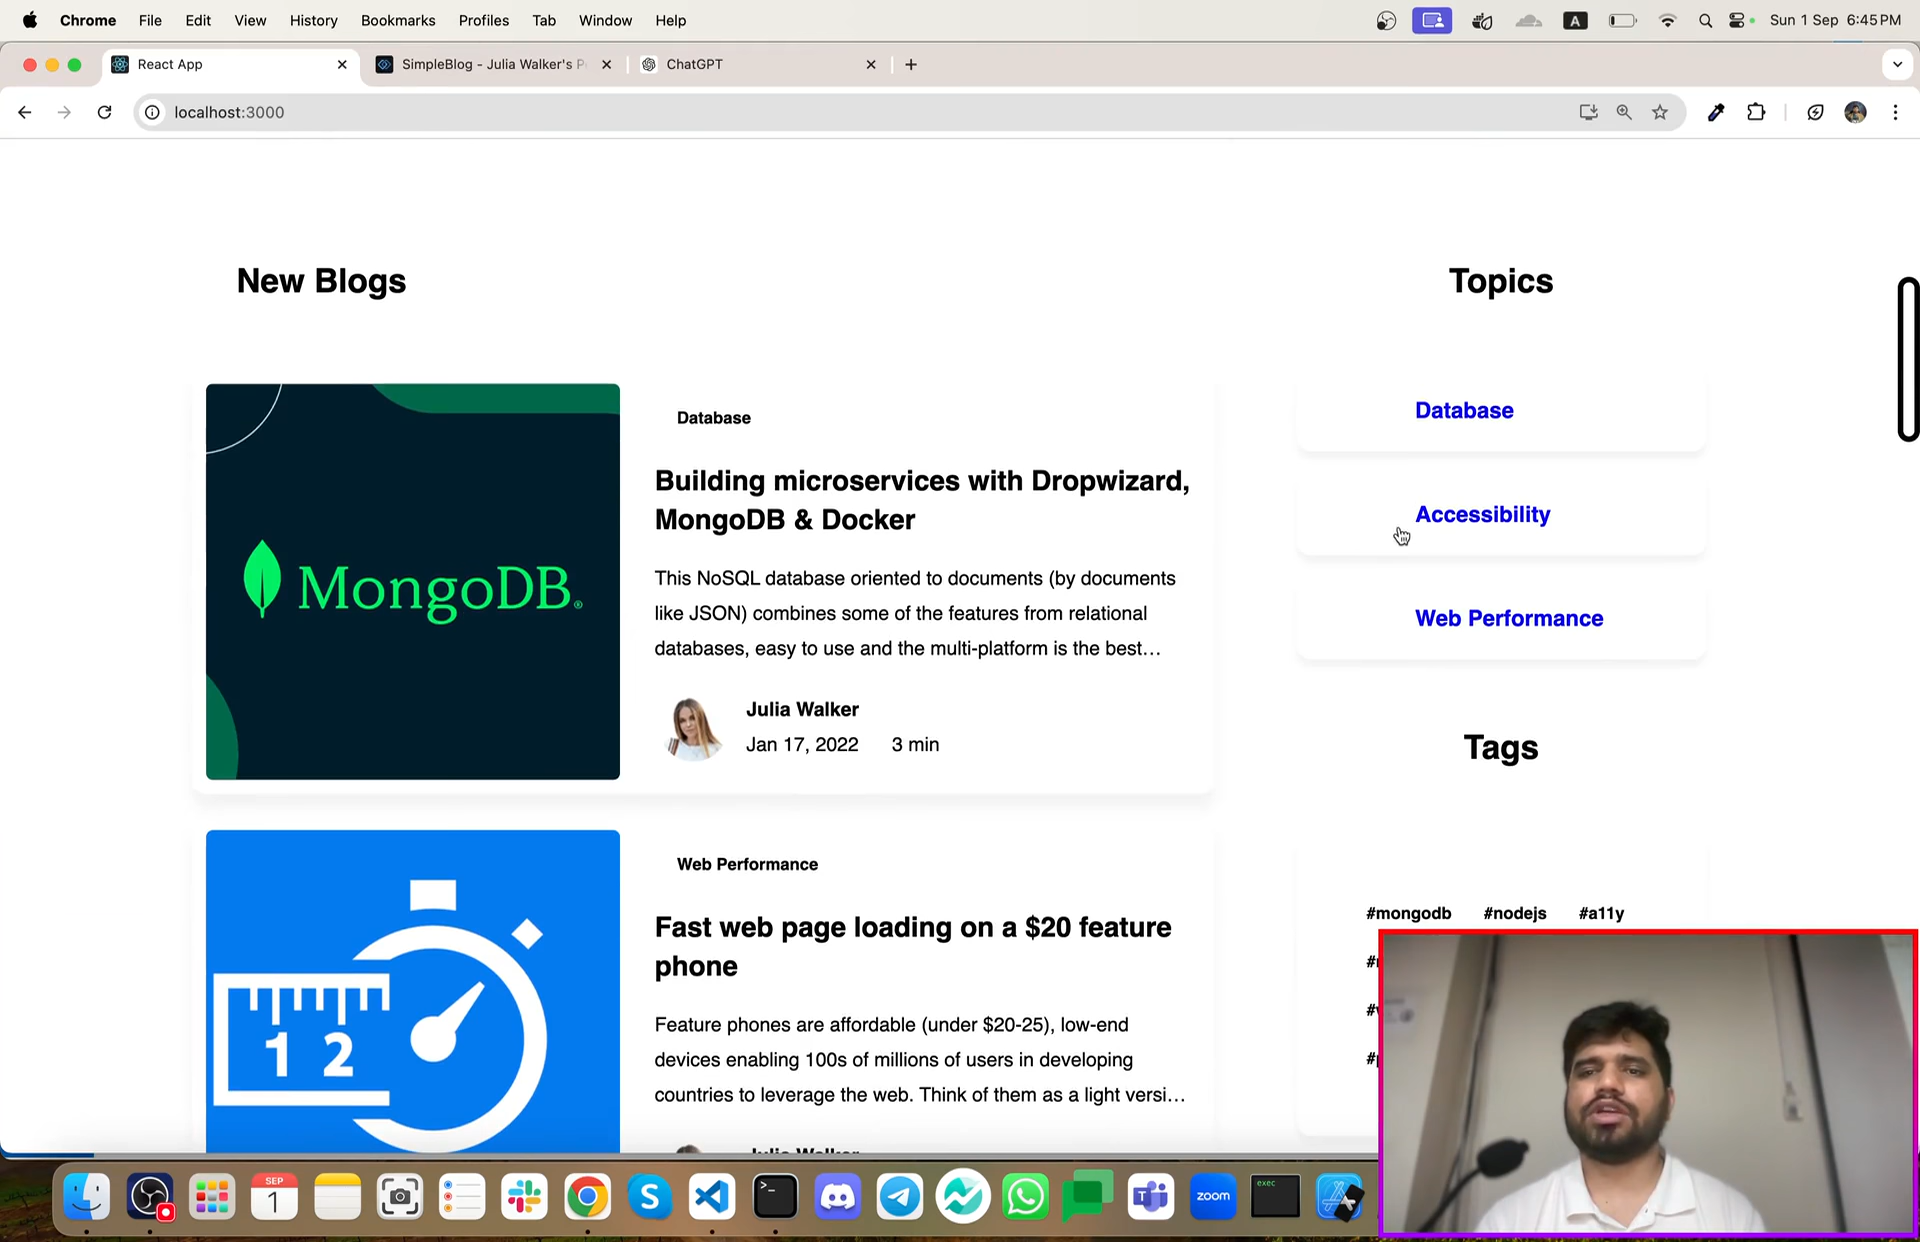 Chrome File Edit View History Bookmarks Profiles Tab Window Help
A
Sun 1 Sep 6:45 PM
React App
SimpleBlog - Julia Walker's
ChatGPT
localhost:3000
New Blogs
MongoDB
Database
Building microservices with Dropwizard,
MongoDB & Docker
This NoSQL database oriented to documents (by documents
like JSON) combines some of the features from relational
databases, easy to use and the multi-platform is the best…
Julia Walker
Jan 17, 2022 3 min
1 2
Web Performance
Fast web page loading on a $20 feature
phone
Feature phones are affordable (under $20-25), low-end
devices enabling 100s of millions of users in developing
countries to leverage the web. Think of them as a light versi…
Julia Walker
Topics
Database
Accessibility
Web Performance
Tags
#mongodb #nodejs #a11y
SEP
1
S
T
zoom
exec